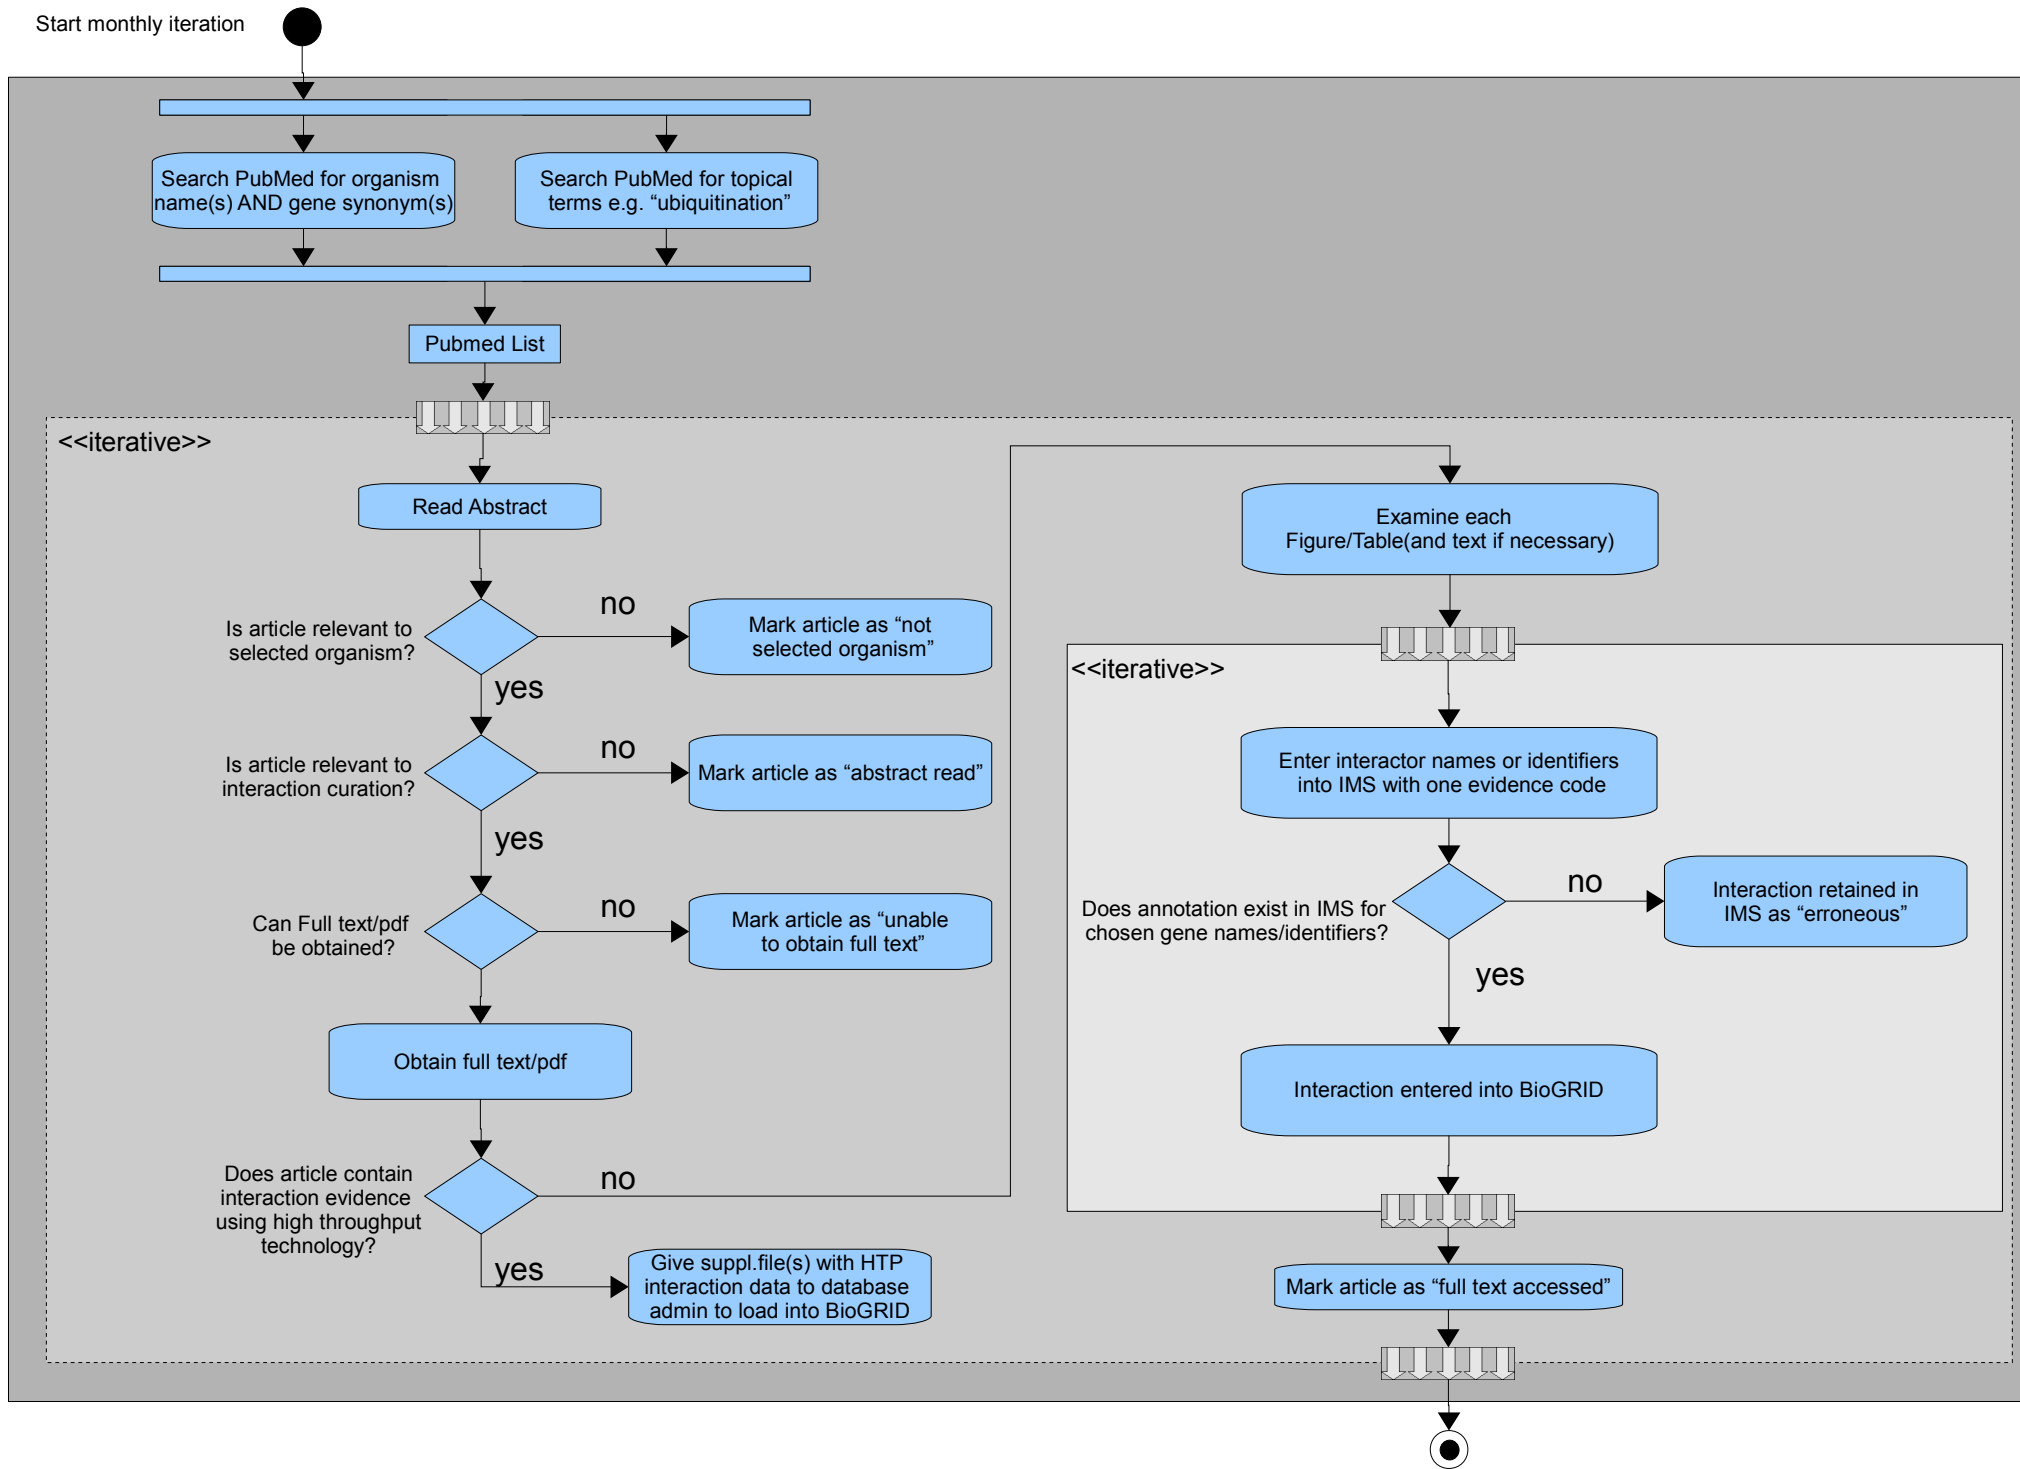 Start monthly iteration
Search PubMed for organism
name(s) AND gene synonym(s)
Search PubMed for topical
terms e.g. “ubiquitination”
Pubmed List
<<iterative>>
Read Abstract
Is article relevant to
selected organism?
no
Mark article as “not
selected organism”
yes
Is article relevant to
interaction curation?
no
Mark article as “abstract read”
yes
Can Full text/pdf
be obtained?
no
Mark article as “unable
to obtain full text”
Obtain full text/pdf
Does article contain
interaction evidence
using high throughput
technology?
no
yes
Give suppl.file(s) with HTP
interaction data to database
admin to load into BioGRID
Examine each
Figure/Table(and text if necessary)
<<iterative>>
Enter interactor names or identifiers
into IMS with one evidence code
Does annotation exist in IMS for
chosen gene names/identifiers?
no
Interaction retained in
IMS as “erroneous”
yes
Interaction entered into BioGRID
Mark article as “full text accessed”